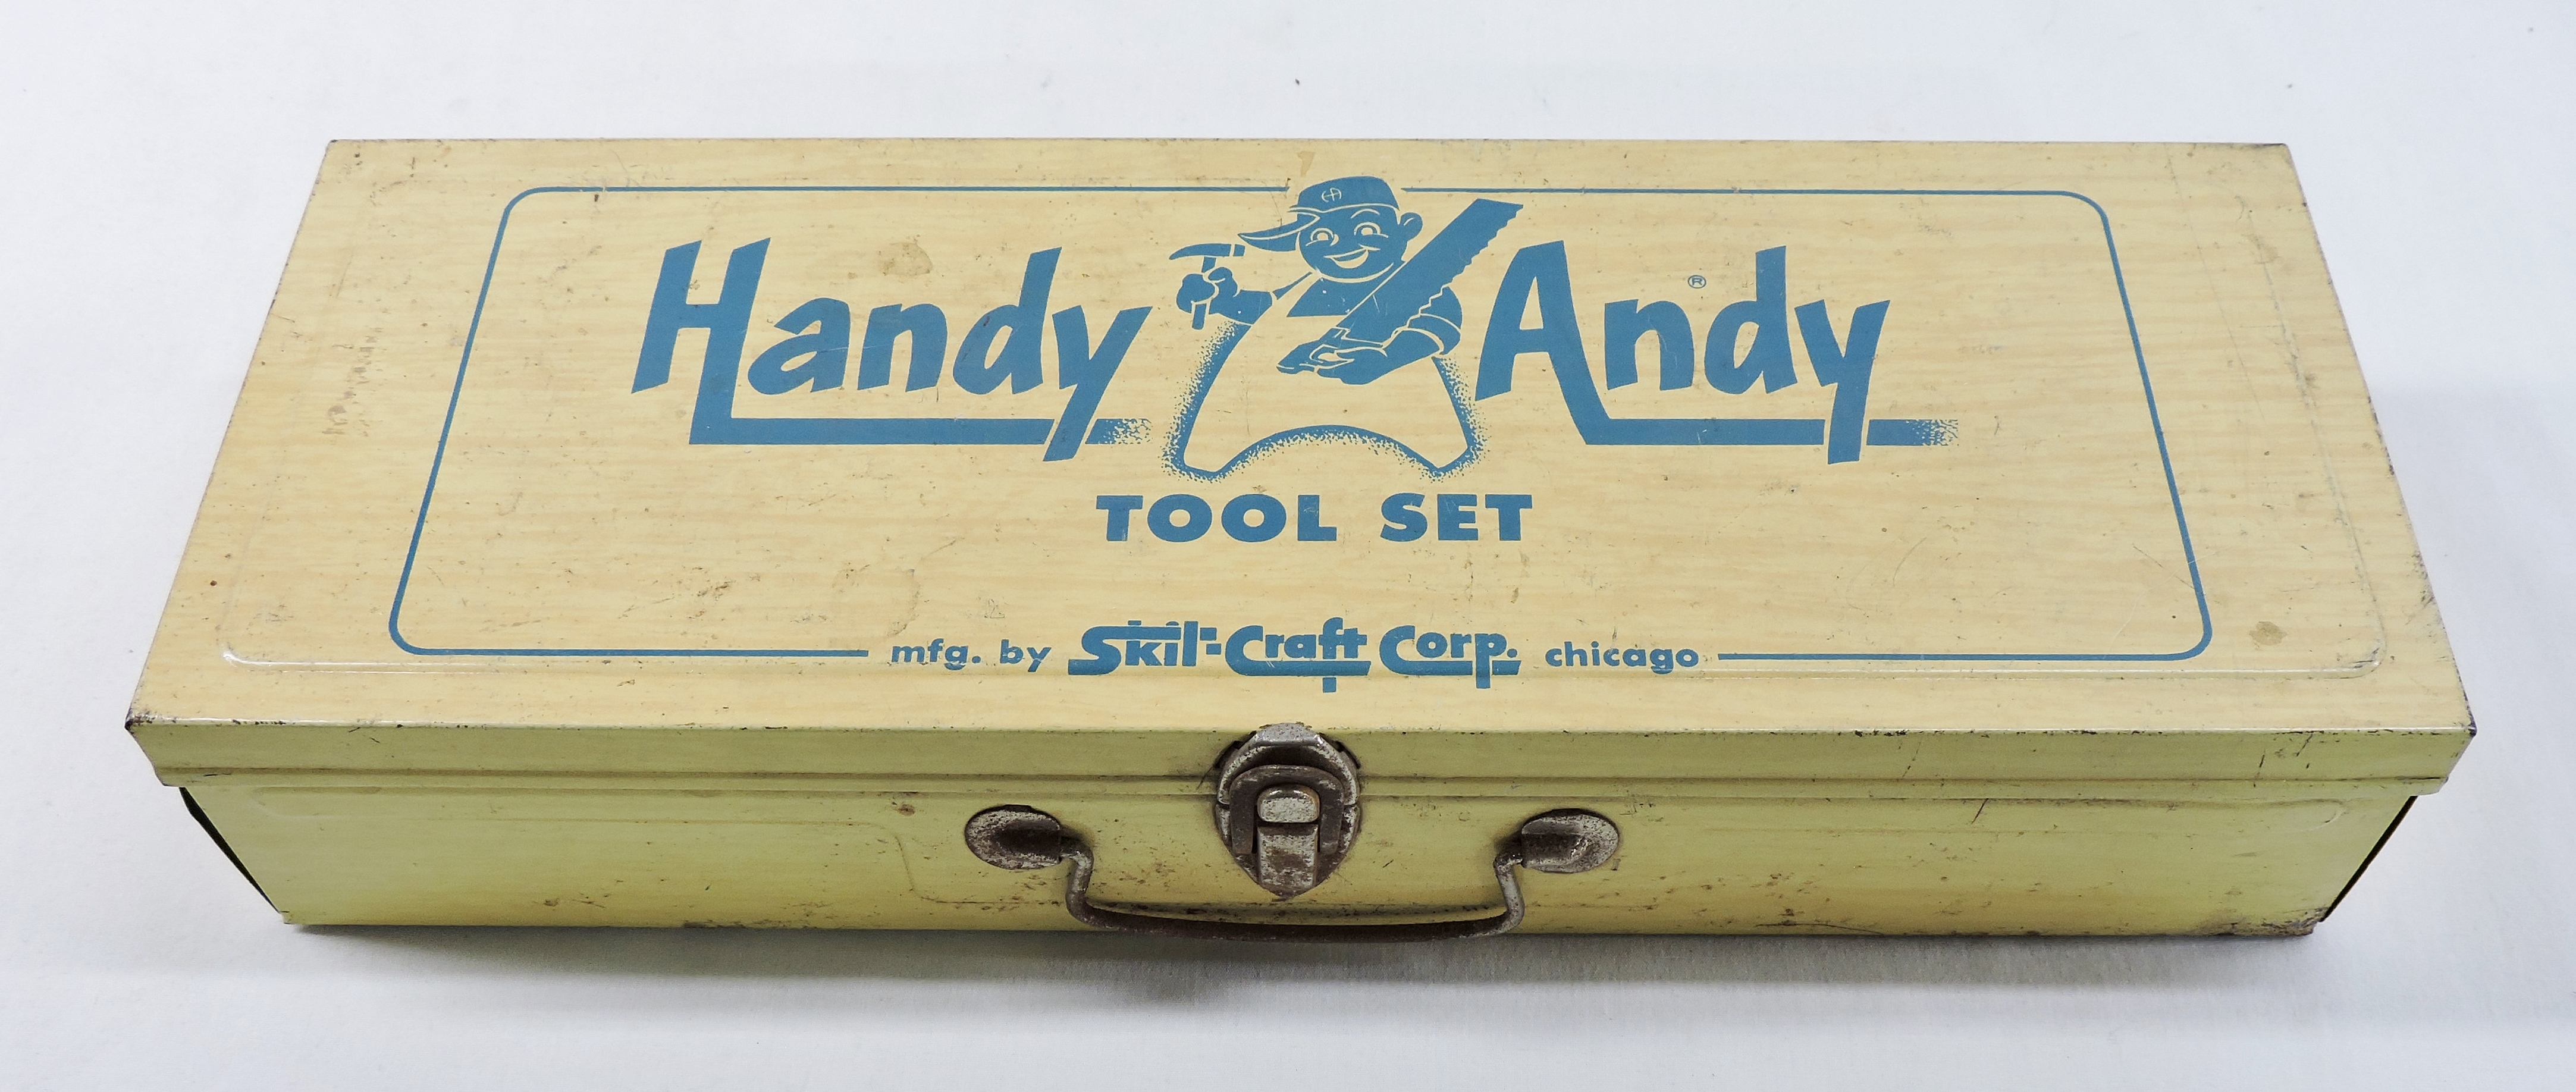 Handy Andy ®
TOOL SET
mfg. by Skil-Craft Corp. chicago